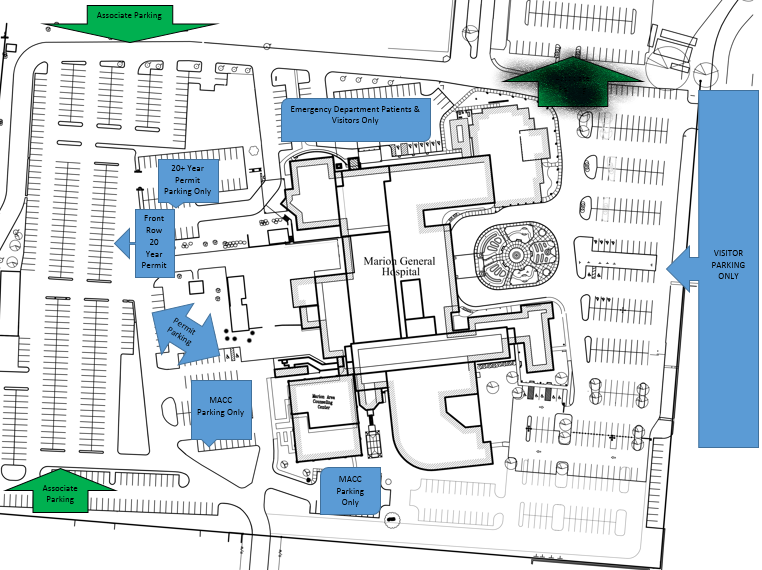 Associate Parking
Emergency Department Patients &
Visitors Only
20+ Year
Permit
Parking Only
Front
Row
20
Year
Permit
Marion General
Hospital
VISITOR
PARKING
ONLY
Permit
Parking
MACC
Parking Only
Marion Area
Counseling
Center
MACC
Parking
Only
Associate
Parking